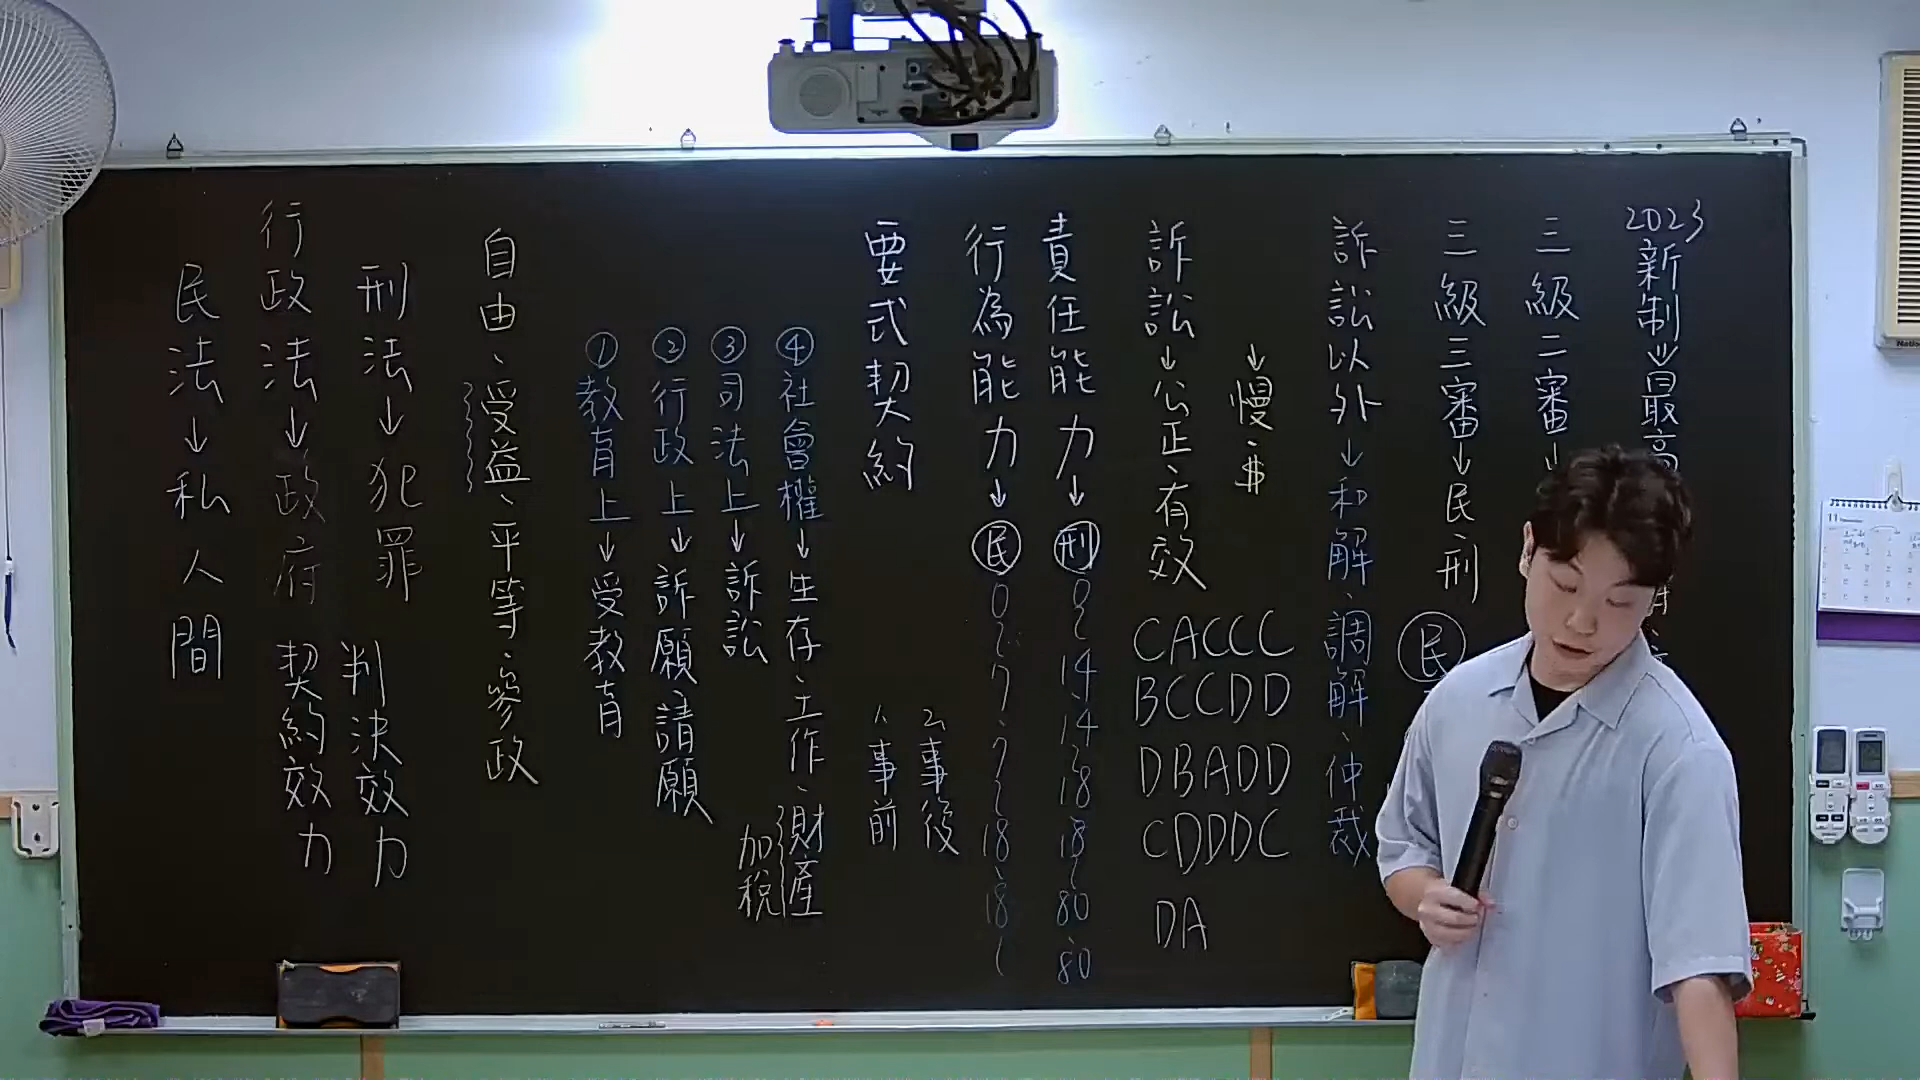 2023新制⇒最高
三級二審↓
三級三審→民、刑
民
訴訟以外→和解、調解、仲裁
↓慢、$
訴訟→公正、有效
CACCC
BCCDD
DBADD
CDDDC
DA
責任能力→刑 0~14、14~18、18~80、80
行為能力→民 0~7、7~18、18~
要式契約
2.事後
1.事前
④社會權→生存、工作、財產
加稅
③司法上→訴訟
②行政上→訴願、請願
①教育上→受教育
自由、受益、平等、參政
刑法→犯罪
判決效力
行政法→政府
契約效力
民法→私人間